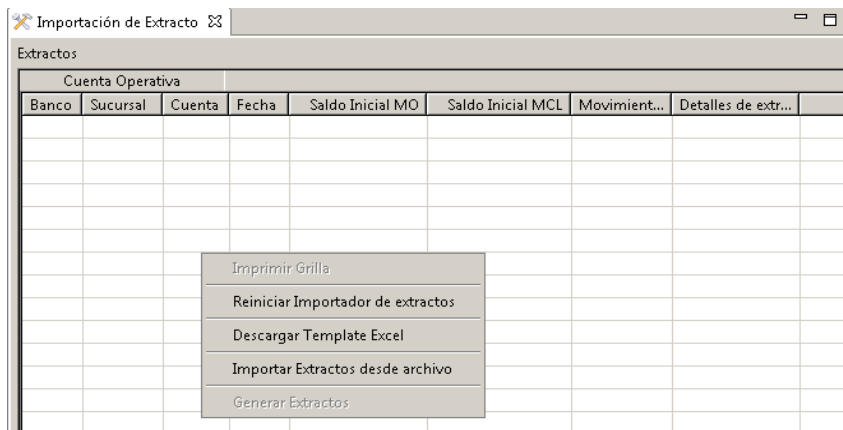 Importación de Extracto
Extractos
Cuenta Operativa
Banco Sucursal Cuenta Fecha Saldo Inicial MO Saldo Inicial MCL Movimient... Detalles de extr...
Imprimir Grilla
Reiniciar Importador de extractos
Descargar Template Excel
Importar Extractos desde archivo
Generar Extractos